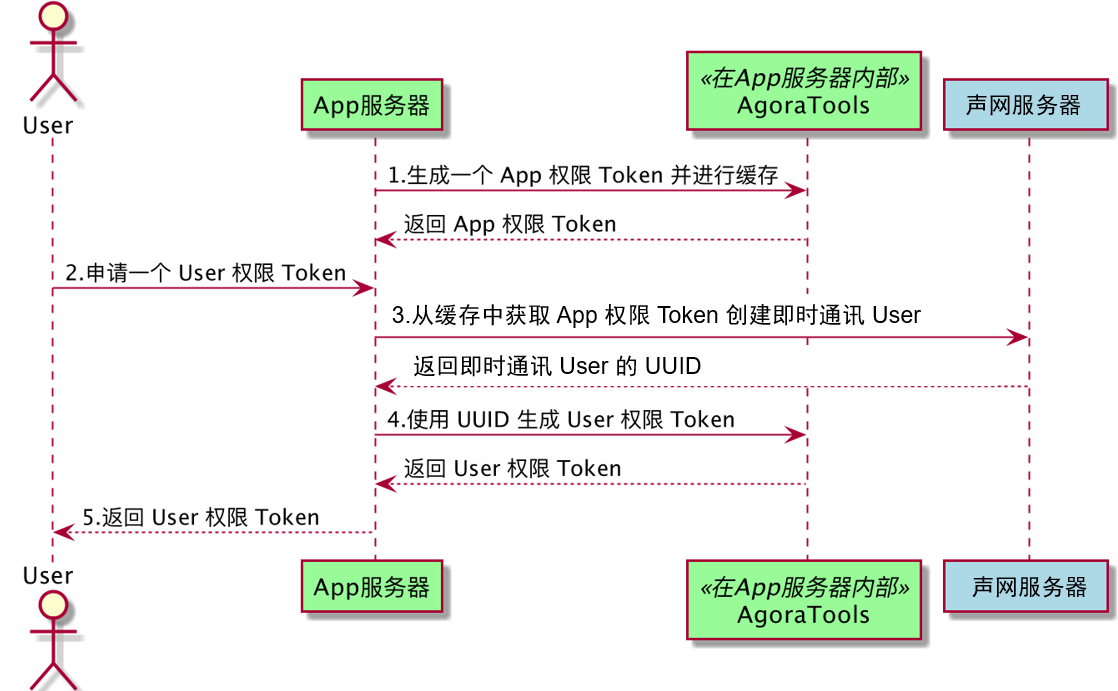 User
App服务器
«在App服务器内部»
AgoraTools
声网服务器
1.生成一个 App 权限 Token 并进行缓存
返回 App 权限 Token
2.申请一个 User 权限 Token
3.从缓存中获取 App 权限 Token 创建即时通讯 User
返回即时通讯 User 的 UUID
4.使用 UUID 生成 User 权限 Token
返回 User 权限 Token
5.返回 User 权限 Token
User
App服务器
«在App服务器内部»
AgoraTools
声网服务器